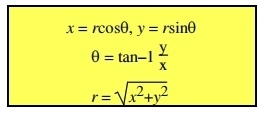 x = rcosθ, y = rsinθ
θ = tan–1 y/x
r = √x²+y²